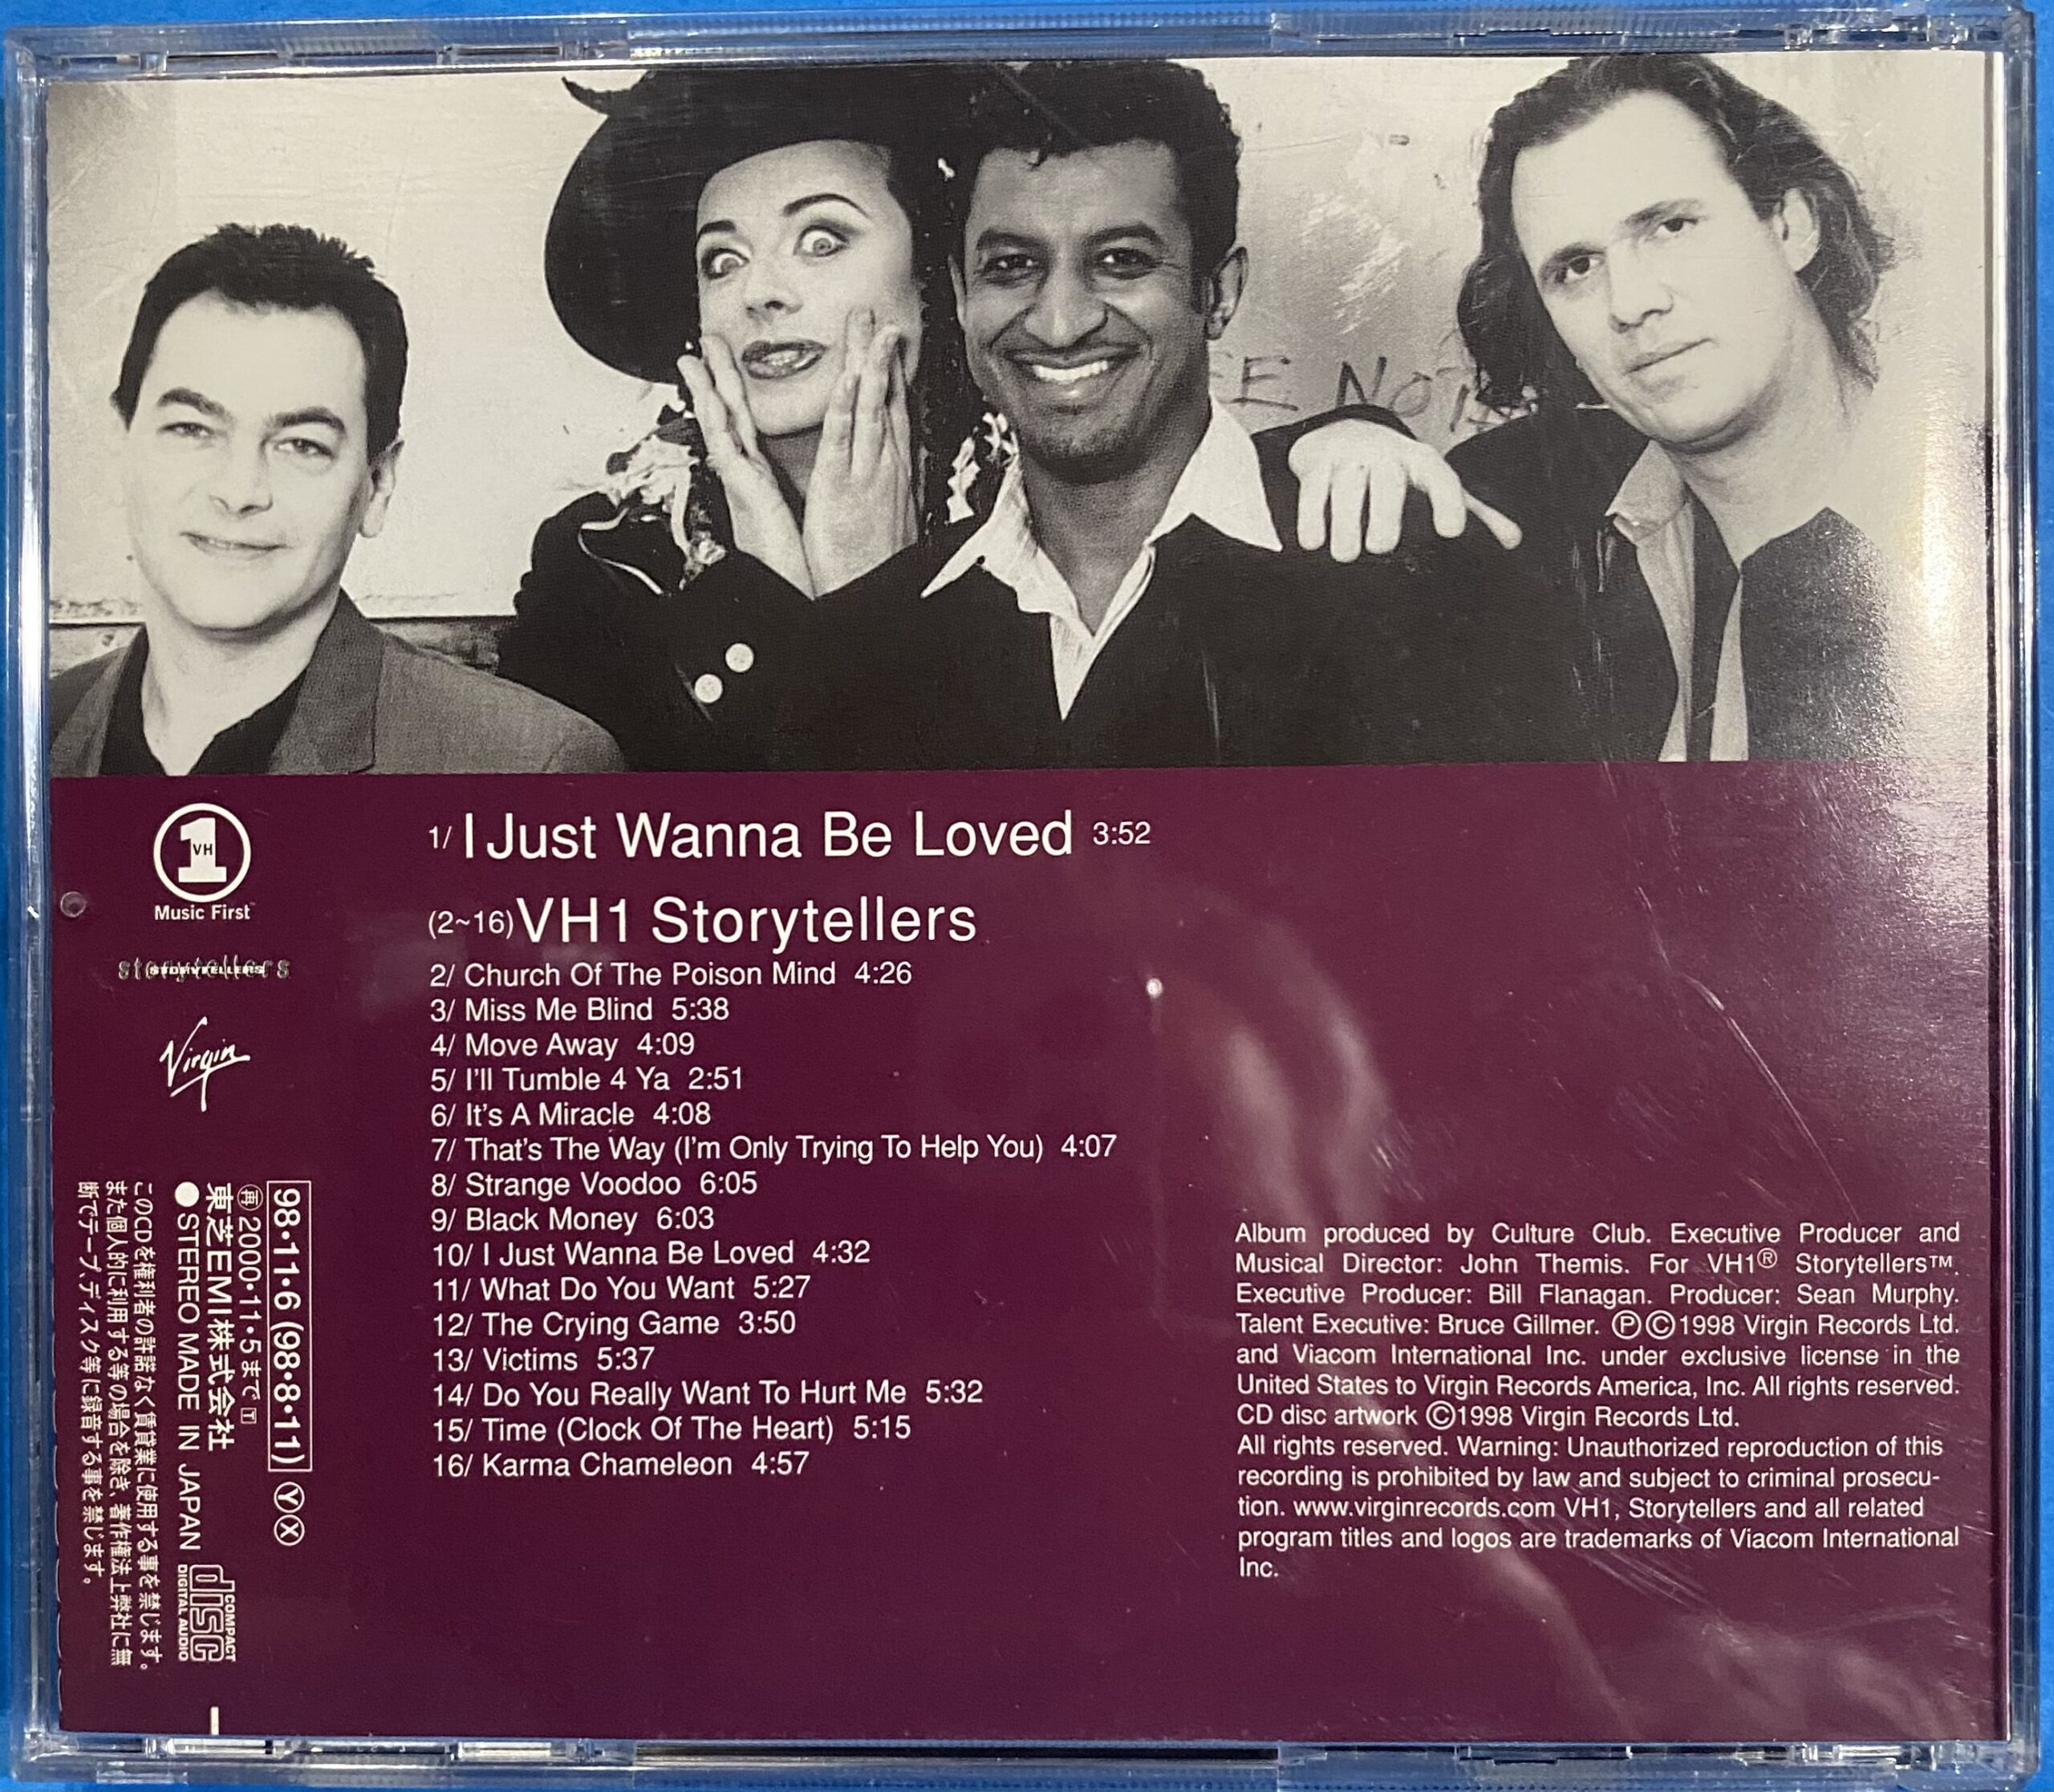 EE NOT
1/ I Just Wanna Be Loved 3:52
(2~16) VH1 Storytellers
2/ Church Of The Poison Mind 4:26
3/ Miss Me Blind 5:38
4/ Move Away 4:09
5/ I'll Tumble 4 Ya 2:51
6/ It's A Miracle 4:08
7/ That's The Way (I'm Only Trying To Help You) 4:07
8/ Strange Voodoo 6:05
9/ Black Money 6:03
10/ I Just Wanna Be Loved 4:32
11/ What Do You Want 5:27
12/ The Crying Game 3:50
13/ Victims 5:37
14/ Do You Really Want To Hurt Me 5:32
15/ Time (Clock Of The Heart) 5:15
16/ Karma Chameleon 4:57
VH
1
Music First
storytellers
STORYTELLERS
Virgin
98•11•6 (98•8•11) Ⓨ Ⓧ
㊢ 2000•11•5まで🅃
東芝EMI株式会社
●STEREO MADE IN JAPAN
COMPACT
disc
DIGITAL AUDIO
このCDを権利者の許諾なく賃貸業に使用する事を禁じます。
また個人的に利用する等の場合を除き、著作権法上弊社に無
断でテープ、ディスク等に録音する事を禁じます。
Album produced by Culture Club. Executive Producer and
Musical Director: John Themis. For VH1® Storytellers™.
Executive Producer: Bill Flanagan. Producer: Sean Murphy.
Talent Executive: Bruce Gillmer. ℗©1998 Virgin Records Ltd.
and Viacom International Inc. under exclusive license in the
United States to Virgin Records America, Inc. All rights reserved.
CD disc artwork ©1998 Virgin Records Ltd.
All rights reserved. Warning: Unauthorized reproduction of this
recording is prohibited by law and subject to criminal prosecu-
tion. www.virginrecords.com VH1, Storytellers and all related
program titles and logos are trademarks of Viacom International
Inc.